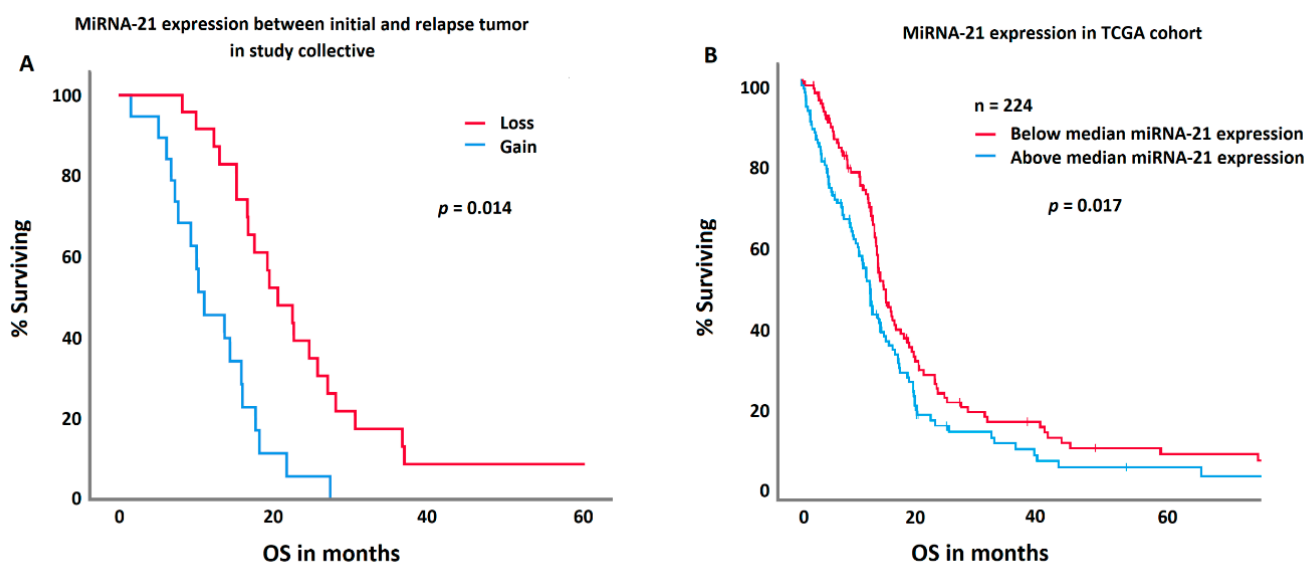 MiRNA-21 expression between initial and relapse tumor
in study collective
A
100
80
60
40
20
0
% Surviving
Loss
Gain
p = 0.014
0 20 40 60
OS in months
MiRNA-21 expression in TCGA cohort
B
100
80
60
40
20
0
% Surviving
n = 224
Below median miRNA-21 expression
Above median miRNA-21 expression
p = 0.017
0 20 40 60
OS in months